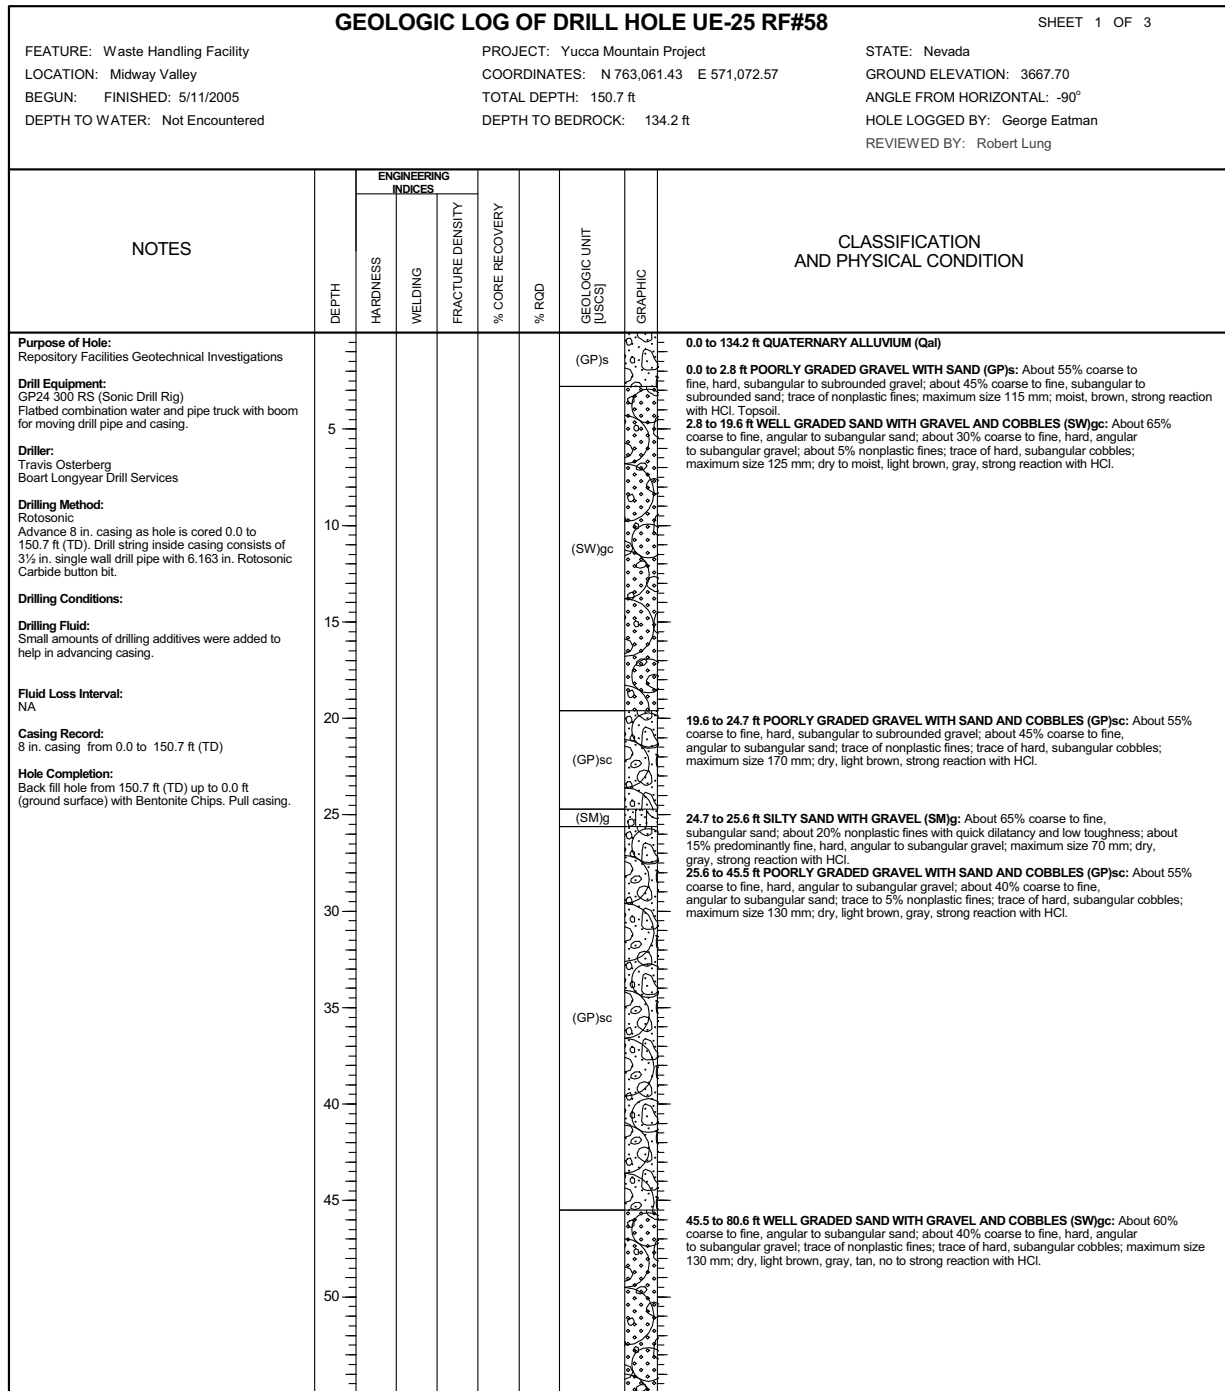 GEOLOGIC LOG OF DRILL HOLE UE-25 RF#58
SHEET 1 OF 3
FEATURE: Waste Handling Facility
LOCATION: Midway Valley
BEGUN: FINISHED: 5/11/2005
DEPTH TO WATER: Not Encountered
PROJECT: Yucca Mountain Project
COORDINATES: N 763,061.43 E 571,072.57
TOTAL DEPTH: 150.7 ft
DEPTH TO BEDROCK: 134.2 ft
STATE: Nevada
GROUND ELEVATION: 3667.70
ANGLE FROM HORIZONTAL: -90°
HOLE LOGGED BY: George Eatman
REVIEWED BY: Robert Lung
NOTES
DEPTH
ENGINEERING
INDICES
HARDNESS
WELDING
FRACTURE DENSITY
% CORE RECOVERY
% RQD
GEOLOGIC UNIT
[USCS]
GRAPHIC
CLASSIFICATION
AND PHYSICAL CONDITION
Purpose of Hole:
Repository Facilities Geotechnical Investigations
Drill Equipment:
GP24 300 RS (Sonic Drill Rig)
Flatbed combination water and pipe truck with boom
for moving drill pipe and casing.
Driller:
Travis Osterberg
Boart Longyear Drill Services
Drilling Method:
Rotosonic
Advance 8 in. casing as hole is cored 0.0 to
150.7 ft (TD). Drill string inside casing consists of
3½ in. single wall drill pipe with 6.163 in. Rotosonic
Carbide button bit.
Drilling Conditions:
Drilling Fluid:
Small amounts of drilling additives were added to
help in advancing casing.
Fluid Loss Interval:
NA
Casing Record:
8 in. casing from 0.0 to 150.7 ft (TD)
Hole Completion:
Back fill hole from 150.7 ft (TD) up to 0.0 ft
(ground surface) with Bentonite Chips. Pull casing.
5
10
15
20
25
30
35
40
45
50
(GP)s
(SW)gc
(GP)sc
(SM)g
(GP)sc
0.0 to 134.2 ft QUATERNARY ALLUVIUM (Qal)
0.0 to 2.8 ft POORLY GRADED GRAVEL WITH SAND (GP)s: About 55% coarse to
fine, hard, subangular to subrounded gravel; about 45% coarse to fine, subangular to
subrounded sand; trace of nonplastic fines; maximum size 115 mm; moist, brown, strong reaction
with HCl. Topsoil.
2.8 to 19.6 ft WELL GRADED SAND WITH GRAVEL AND COBBLES (SW)gc: About 65%
coarse to fine, angular to subangular sand; about 30% coarse to fine, hard, angular
to subangular gravel; about 5% nonplastic fines; trace of hard, subangular cobbles;
maximum size 125 mm; dry to moist, light brown, gray, strong reaction with HCl.
19.6 to 24.7 ft POORLY GRADED GRAVEL WITH SAND AND COBBLES (GP)sc: About 55%
coarse to fine, hard, subangular to subrounded gravel; about 45% coarse to fine,
angular to subangular sand; trace of nonplastic fines; trace of hard, subangular cobbles;
maximum size 170 mm; dry, light brown, strong reaction with HCl.
24.7 to 25.6 ft SILTY SAND WITH GRAVEL (SM)g: About 65% coarse to fine,
subangular sand; about 20% nonplastic fines with quick dilatancy and low toughness; about
15% predominantly fine, hard, angular to subangular gravel; maximum size 70 mm; dry,
gray, strong reaction with HCl.
25.6 to 45.5 ft POORLY GRADED GRAVEL WITH SAND AND COBBLES (GP)sc: About 55%
coarse to fine, hard, angular to subangular gravel; about 40% coarse to fine,
angular to subangular sand; trace to 5% nonplastic fines; trace of hard, subangular cobbles;
maximum size 130 mm; dry, light brown, gray, strong reaction with HCl.
45.5 to 80.6 ft WELL GRADED SAND WITH GRAVEL AND COBBLES (SW)gc: About 60%
coarse to fine, angular to subangular sand; about 40% coarse to fine, hard, angular
to subangular gravel; trace of nonplastic fines; trace of hard, subangular cobbles; maximum size
130 mm; dry, light brown, gray, tan, no to strong reaction with HCl.